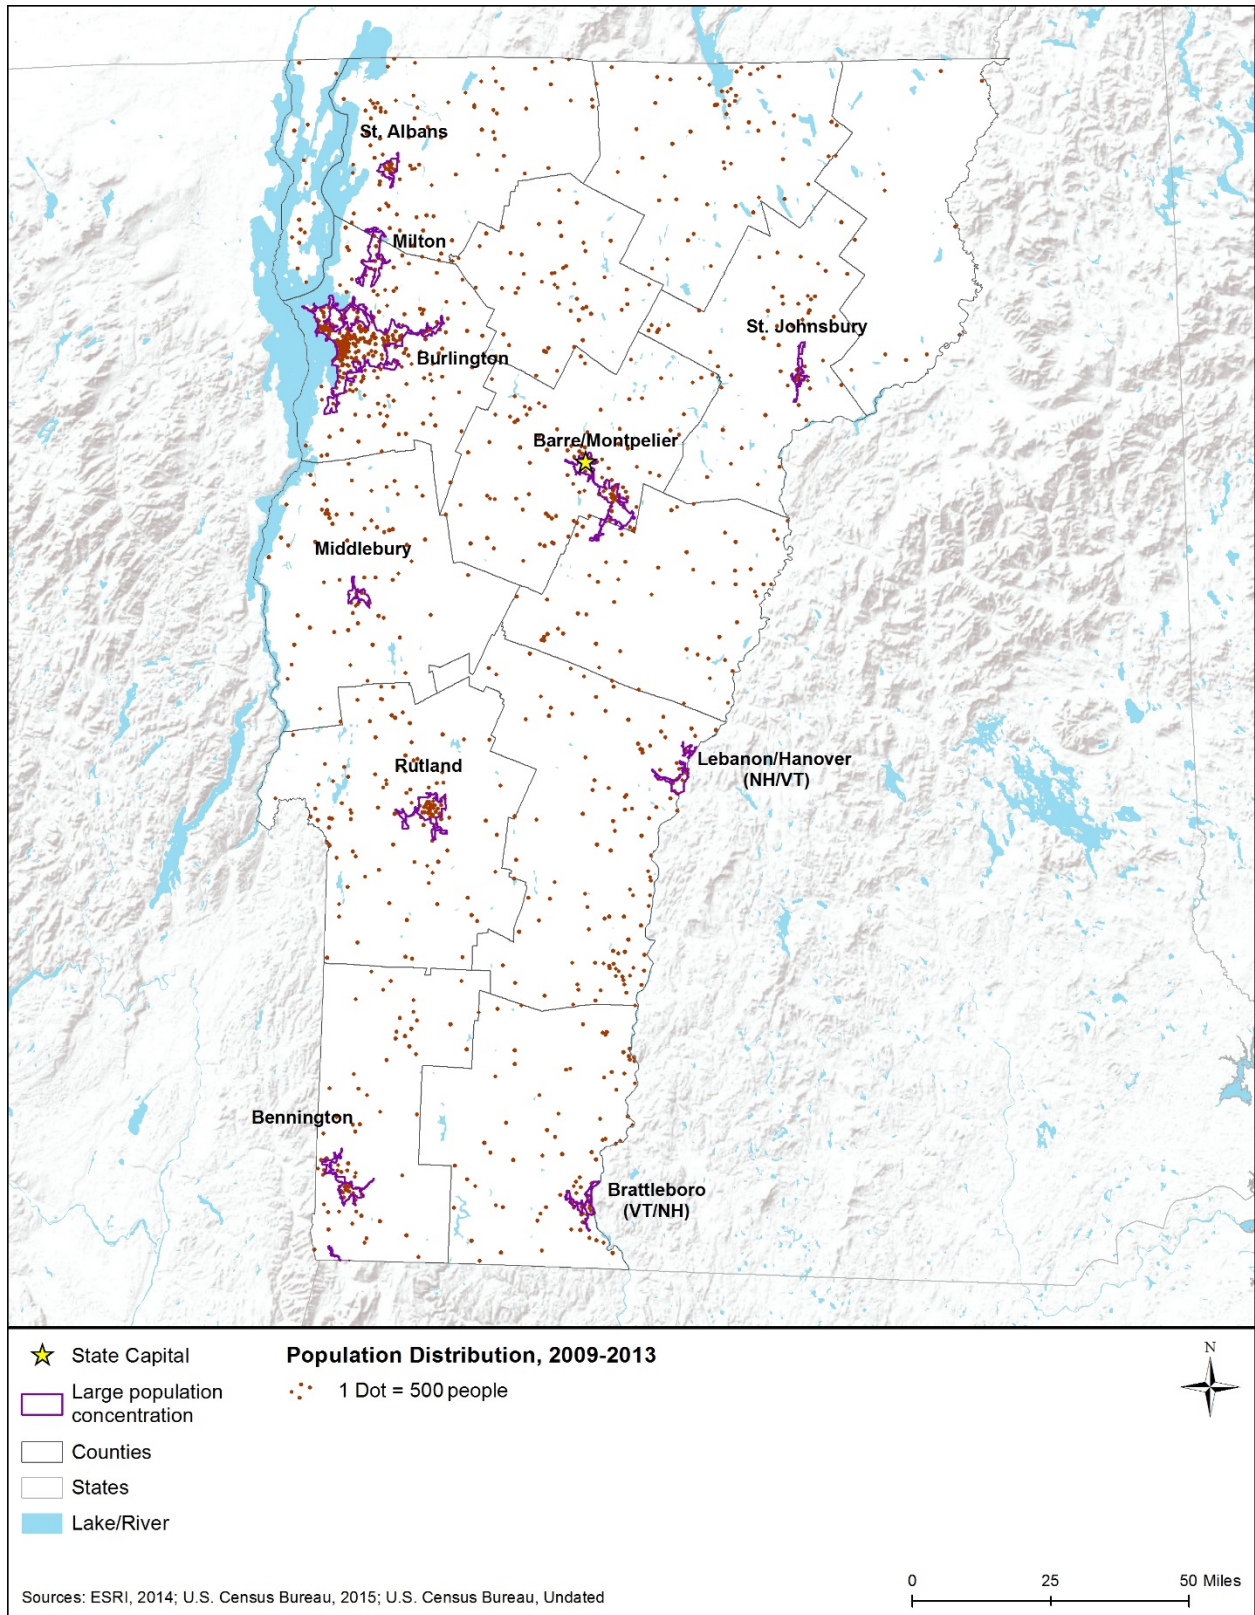 St. Albans
Milton
St. Johnsbury
Burlington
Barre/Montpelier
Middlebury
Lebanon/Hanover
(NH/VT)
Rutland
Bennington
Brattleboro
(VT/NH)
State Capital
Population Distribution, 2009-2013
N
Large population
concentration
1 Dot = 500 people
Counties
States
Lake/River
Sources: ESRI, 2014; U.S. Census Bureau, 2015; U.S. Census Bureau, Undated
0 25 50 Miles